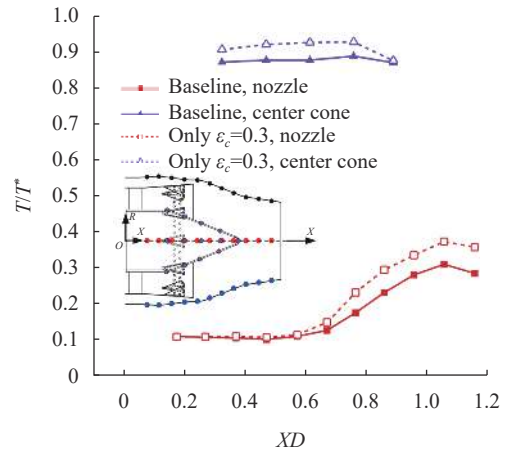 1.0
0.9
0.8
0.7
0.6
0.5
0.4
0.3
0.2
0.1
0
T/T*
Baseline, nozzle
Baseline, center cone
Only εc=0.3, nozzle
Only εc=0.3, center cone
R
O X X
0 0.2 0.4 0.6 0.8 1.0 1.2
XD